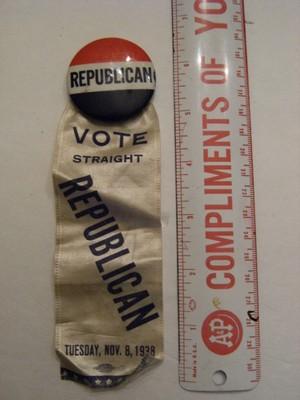 REPUBLICAN
VOTE
STRAIGHT
REPUBLICAN
TUESDAY, NOV. 8, 1938
COMPLIMENTS OF YO
A&P